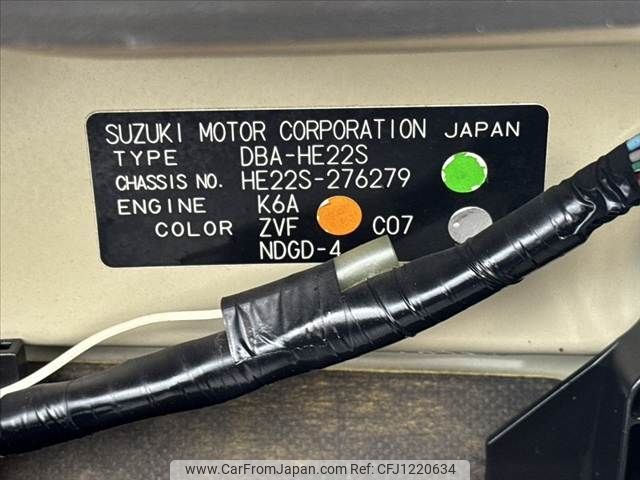 SUZUKI MOTOR CORPORATION JAPAN
TYPE DBA-HE22S
CHASSIS NO. HE22S-276279
ENGINE K6A
COLOR ZVF C07
NDGD-4
www.CarFromJapan.com CFJ1220634